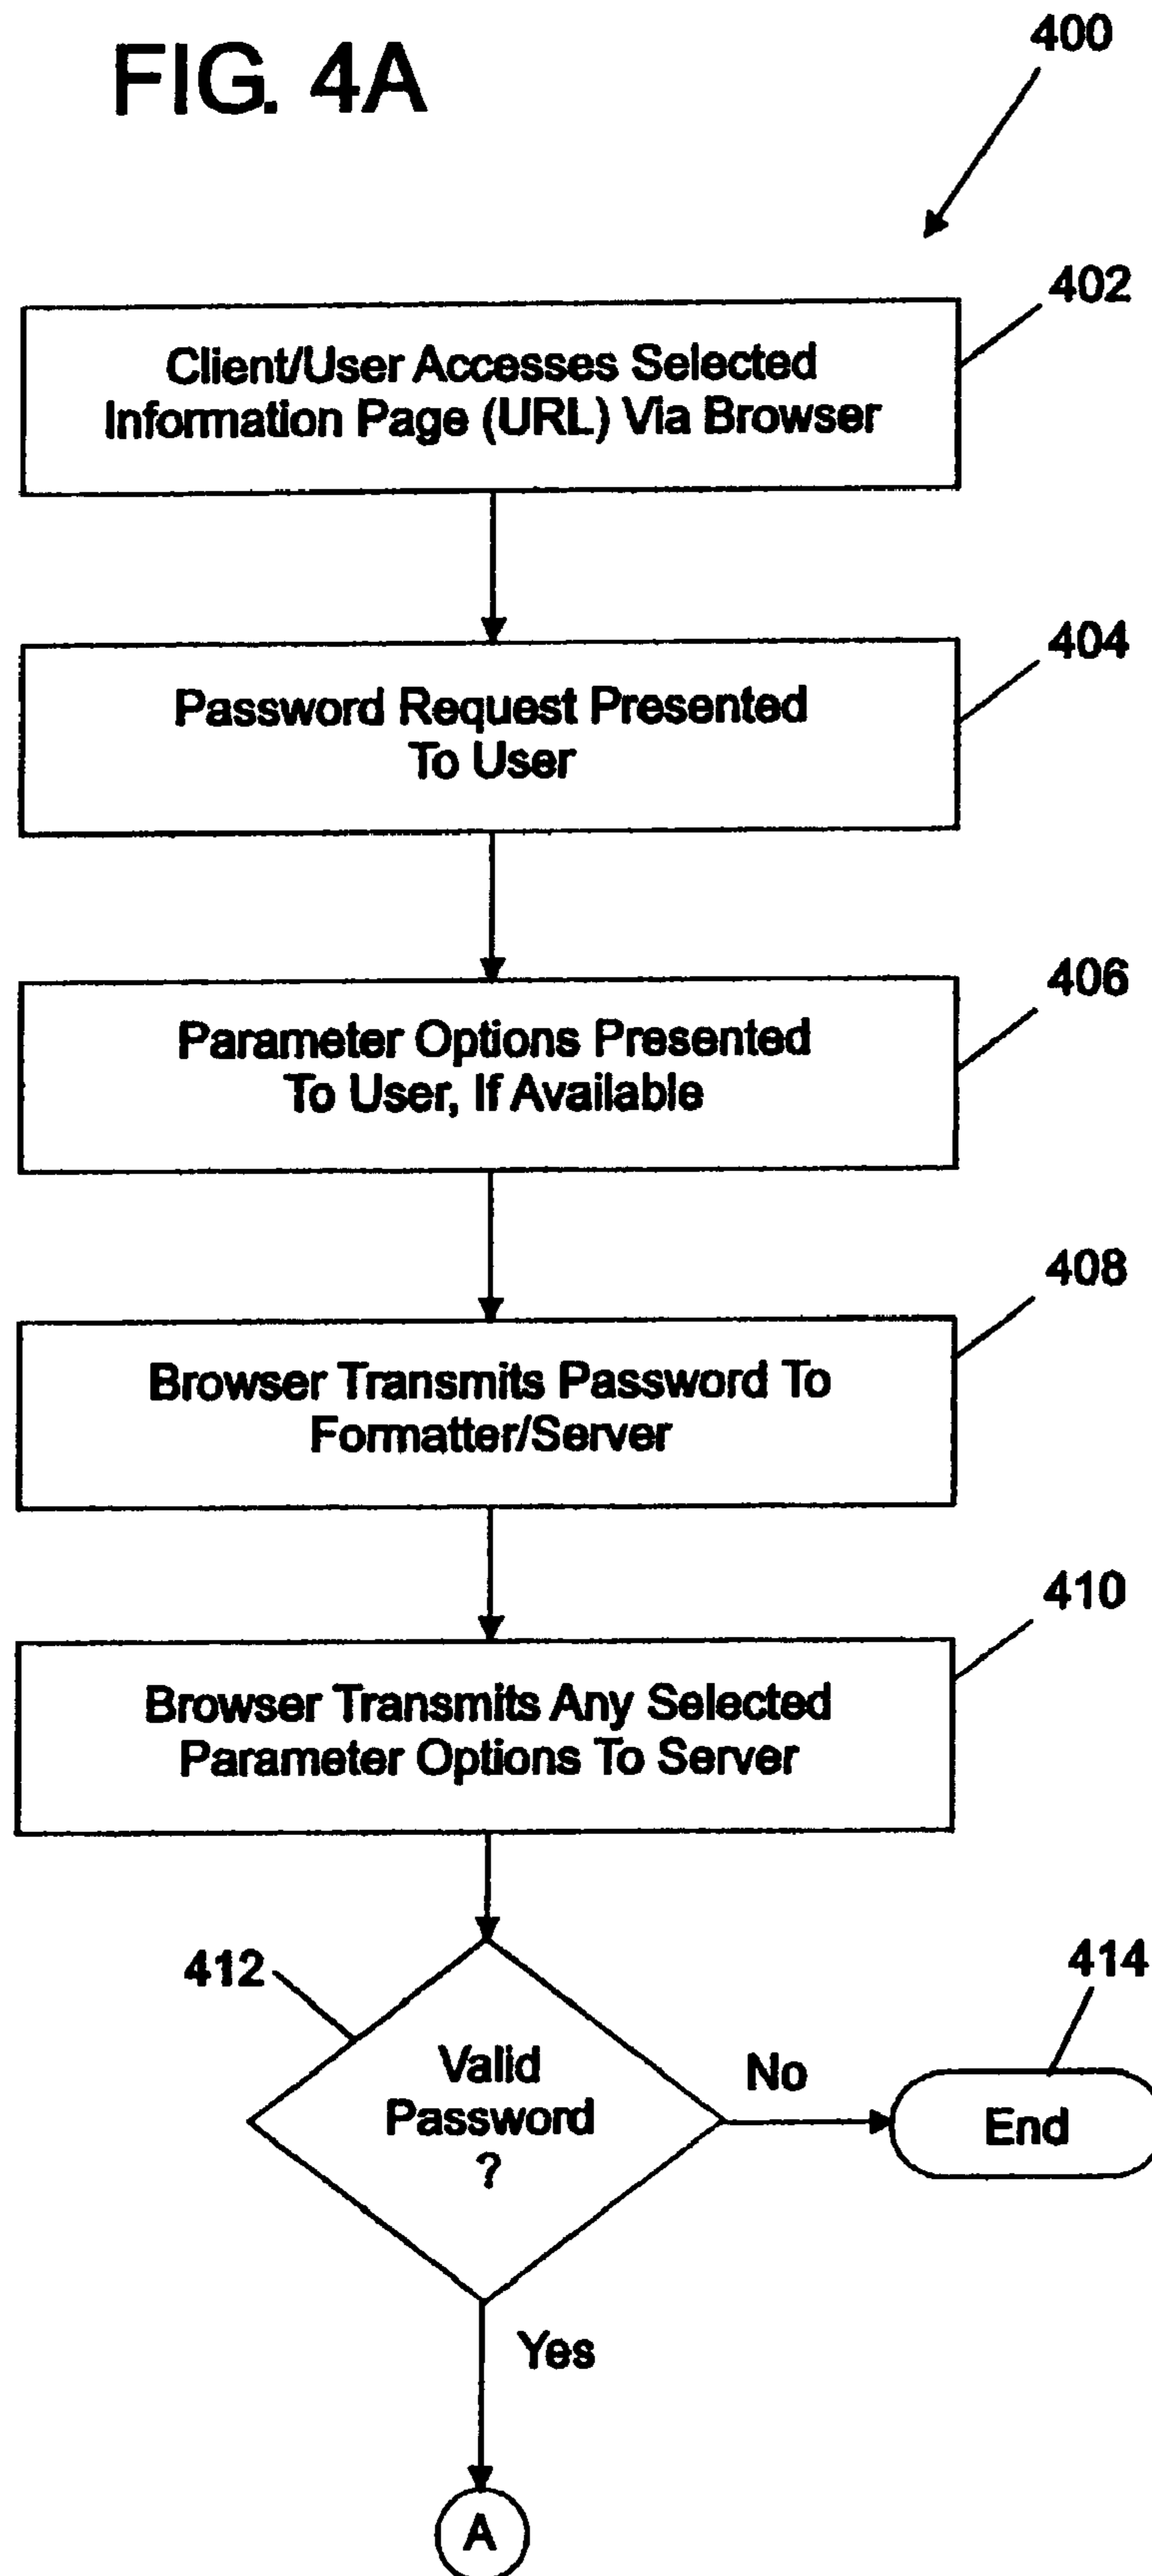 FIG. 4A
400
402
Client/User Accesses Selected
Information Page (URL) Via Browser
404
Password Request Presented
To User
406
Parameter Options Presented
To User, If Available
408
Browser Transmits Password To
Formatter/Server
410
Browser Transmits Any Selected
Parameter Options To Server
412
Valid
Password
?
No
414
End
Yes
A